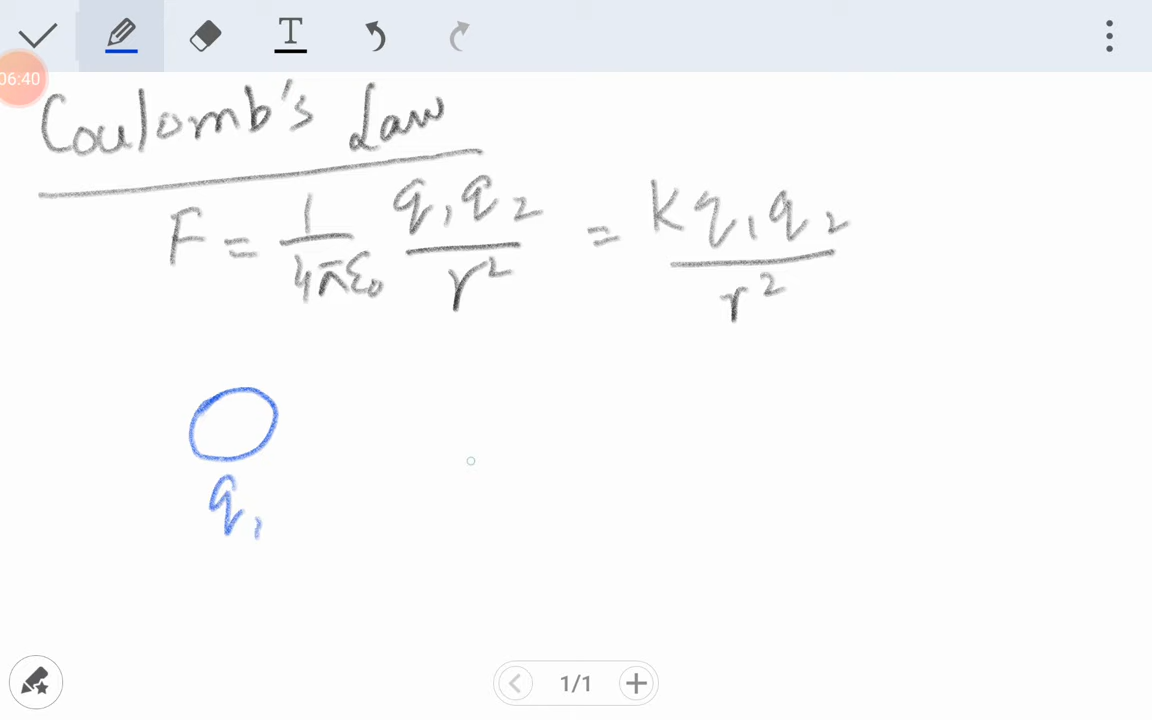 T
06:40
Coulomb's Law
F = 1/4πε₀ q₁q₂/r² = Kq₁q₂/r²
q₁
1/1